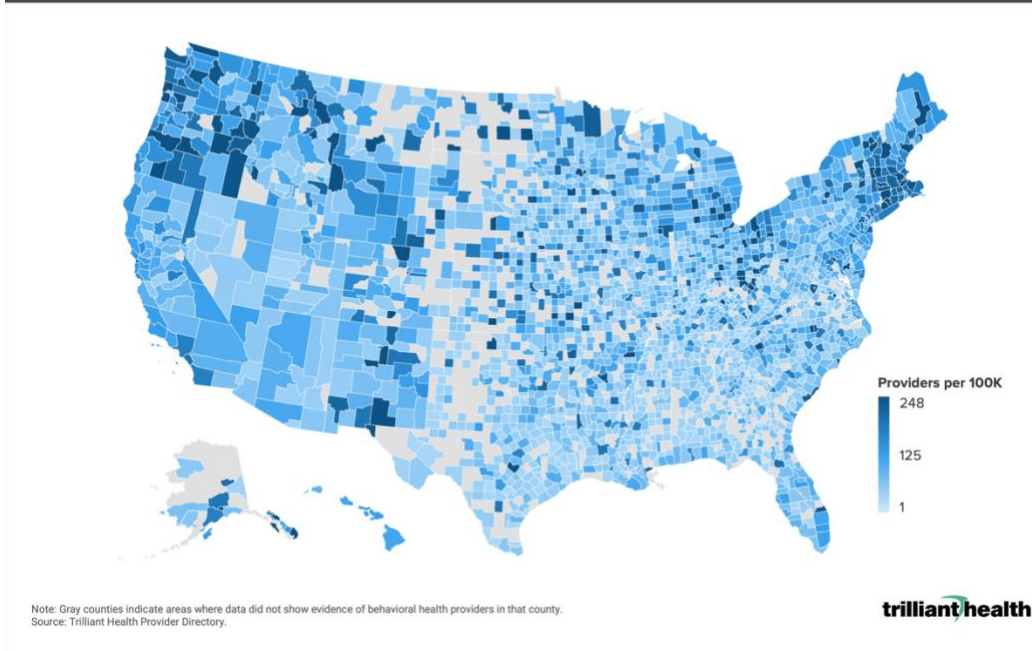 Providers per 100K
248
125
1
Note: Gray counties indicate areas where data did not show evidence of behavioral health providers in that county.
Source: Trilliant Health Provider Directory.
trilliant health